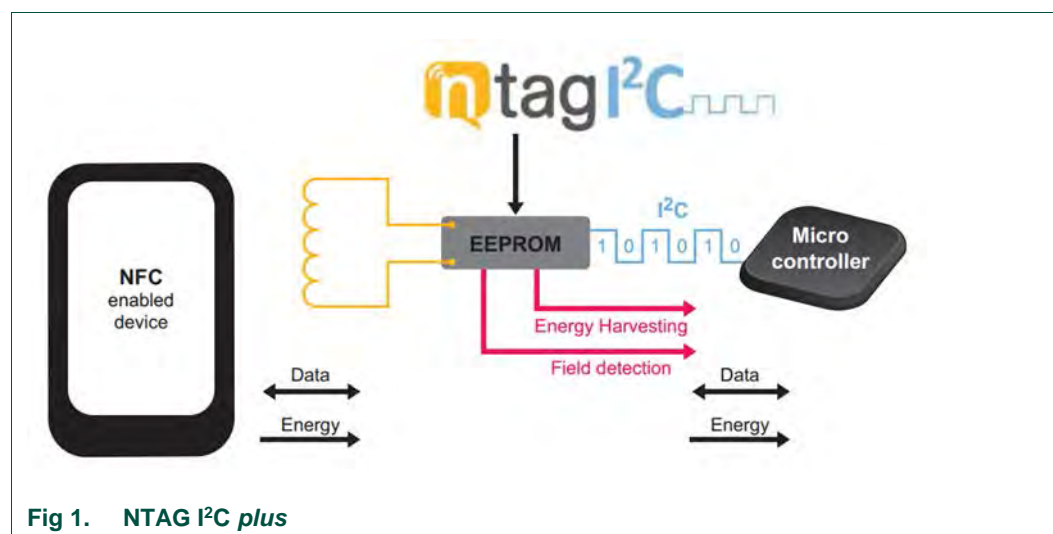 ntag I²C
I²C
EEPROM
1 0 1 0 1 0
Micro
controller
NFC
enabled
device
Energy Harvesting
Field detection
Data
Energy
Data
Energy
Fig 1. NTAG I²C plus